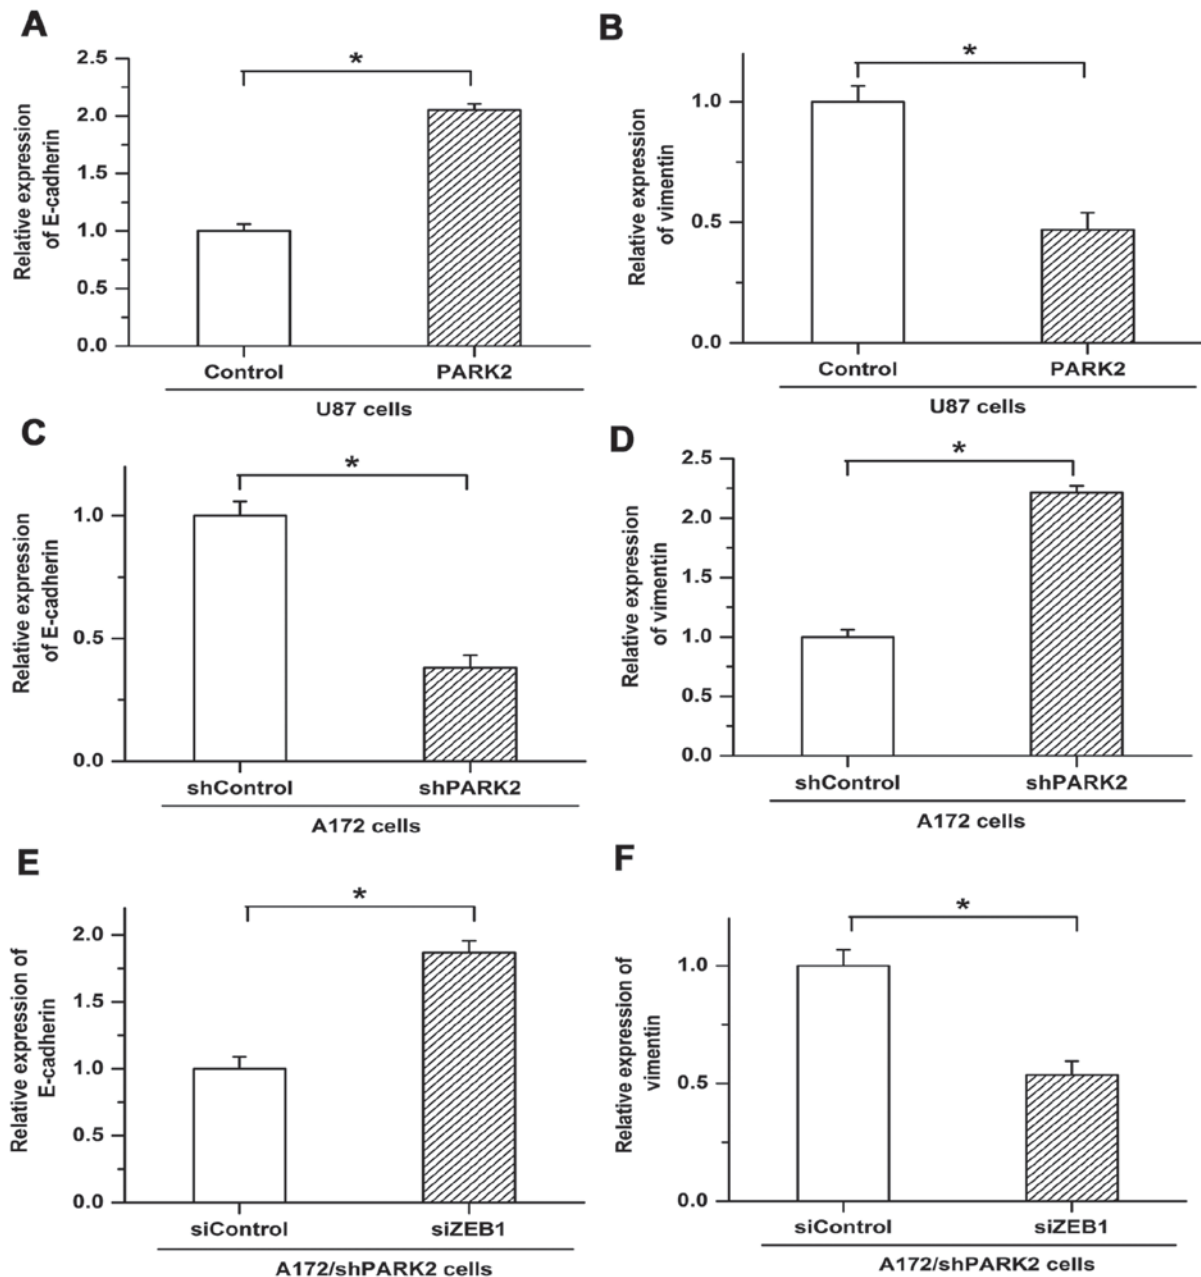 A
Relative expression
of E-cadherin
2.5
2.0
1.5
1.0
0.5
0.0
*
Control PARK2
U87 cells
B
Relative expression
of vimentin
1.0
0.5
0.0
*
Control PARK2
U87 cells
C
Relative expression
of E-cadherin
1.0
0.5
0.0
*
shControl shPARK2
A172 cells
D
Relative expression
of vimentin
2.5
2.0
1.5
1.0
0.5
0.0
*
shControl shPARK2
A172 cells
E
Relative expression of
E-cadherin
2.0
1.5
1.0
0.5
0.0
*
siControl siZEB1
A172/shPARK2 cells
F
Relative expression of
vimentin
1.0
0.5
0.0
*
siControl siZEB1
A172/shPARK2 cells